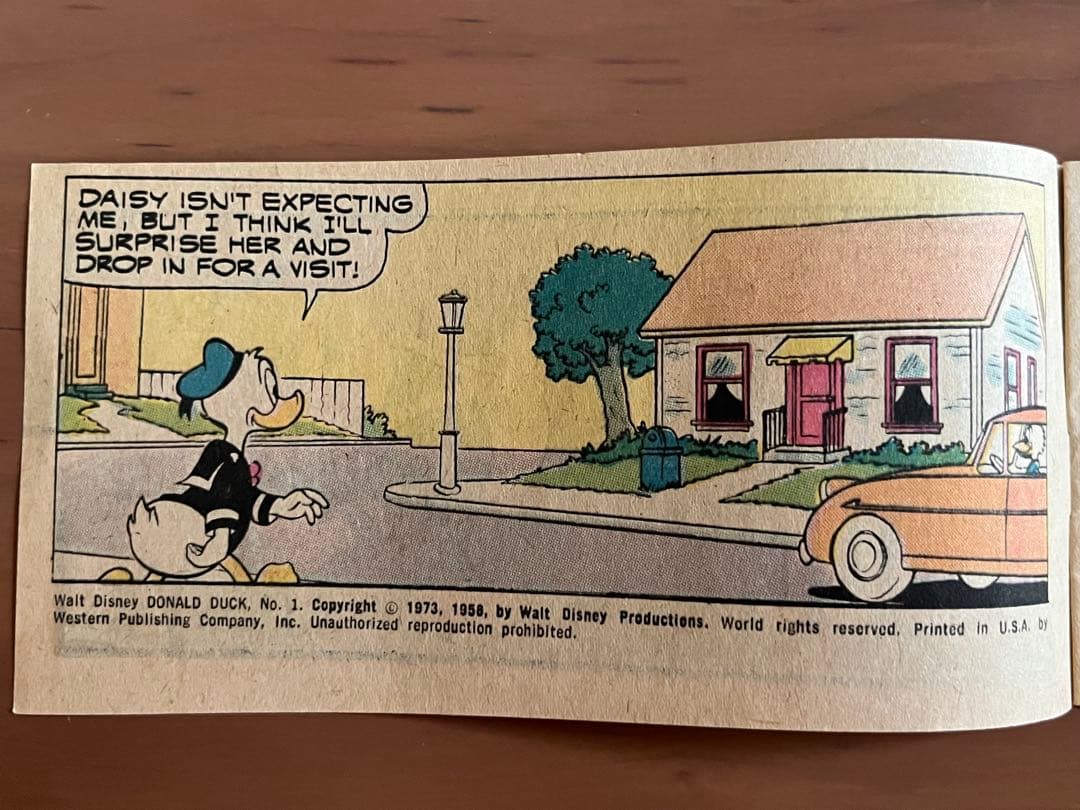 DAISY ISN'T EXPECTING
ME, BUT I THINK I'LL
SURPRISE HER AND
DROP IN FOR A VISIT!
Walt Disney DONALD DUCK, No. 1. Copyright © 1973, 1958, by Walt Disney Productions. World rights reserved. Printed in U.S.A. by
Western Publishing Company, Inc. Unauthorized reproduction prohibited.